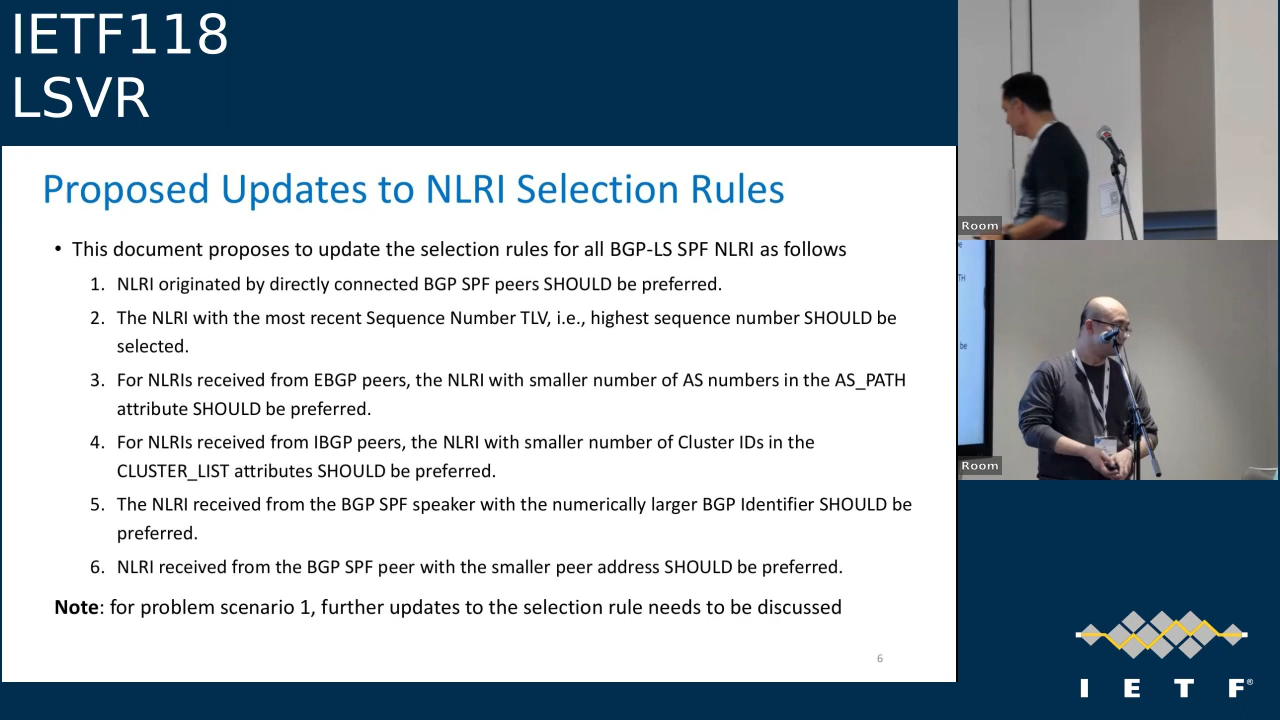 IETF118
LSVR
Proposed Updates to NLRI Selection Rules
• This document proposes to update the selection rules for all BGP-LS SPF NLRI as follows
1. NLRI originated by directly connected BGP SPF peers SHOULD be preferred.
2. The NLRI with the most recent Sequence Number TLV, i.e., highest sequence number SHOULD be
selected.
3. For NLRIs received from EBGP peers, the NLRI with smaller number of AS numbers in the AS_PATH
attribute SHOULD be preferred.
4. For NLRIs received from IBGP peers, the NLRI with smaller number of Cluster IDs in the
CLUSTER_LIST attributes SHOULD be preferred.
5. The NLRI received from the BGP SPF speaker with the numerically larger BGP Identifier SHOULD be
preferred.
6. NLRI received from the BGP SPF peer with the smaller peer address SHOULD be preferred.
Note: for problem scenario 1, further updates to the selection rule needs to be discussed
6
Room
be
TH
be
Room
I E T F®